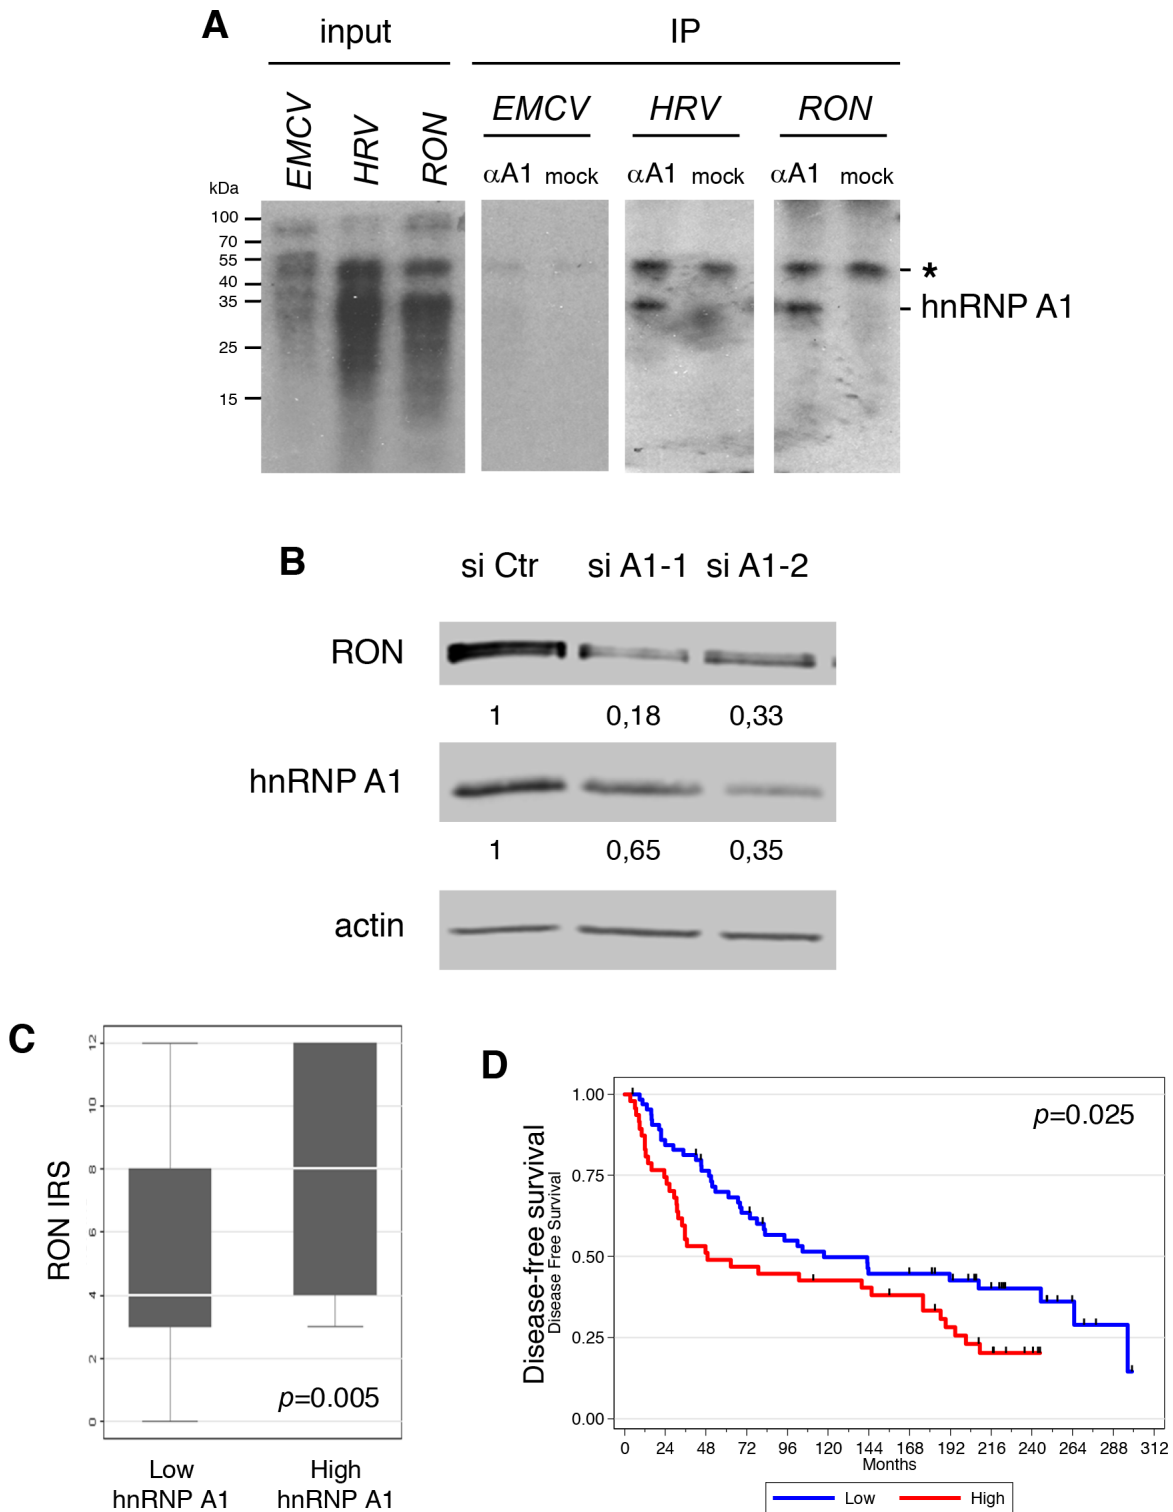 A
input
IP
EMCV HRV RON
EMCV HRV RON
αA1 mock αA1 mock αA1 mock
kDa
100
70
55
40
35
25
15
*
hnRNP A1
B
si Ctr si A1-1 si A1-2
RON
1 0,18 0,33
hnRNP A1
1 0,65 0,35
actin
C
RON IRS
12
10
8
6
4
2
0
p=0.005
Low hnRNP A1
High hnRNP A1
D
Disease-free survival
Disease Free Survival
1.00
0.75
0.50
0.25
0.00
p=0.025
0 24 48 72 96 120 144 168 192 216 240 264 288 312
Months
Low High